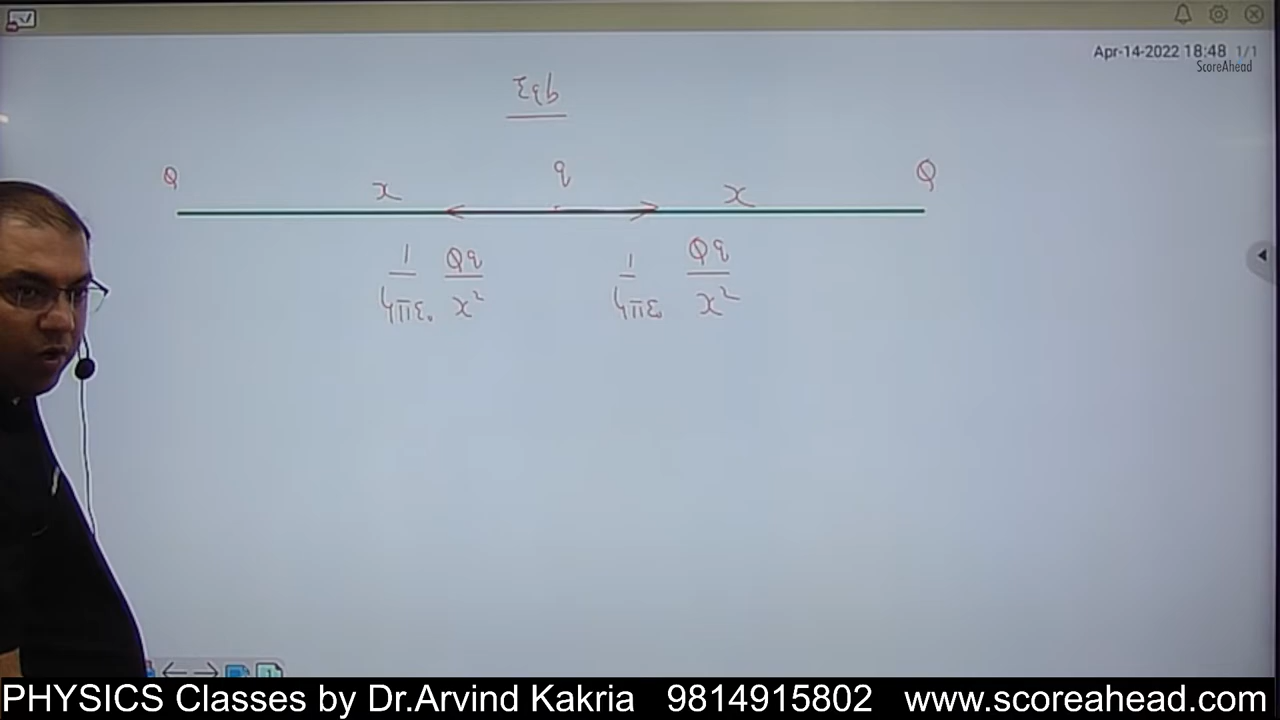 Apr-14-2022 18:48 1/1
ScoreAhead
Eqb
Q x q x Q
1 Qq 1 Qq
4πε₀ x² 4πε₀ x²
PHYSICS Classes by Dr.Arvind Kakria 9814915802 www.scoreahead.com